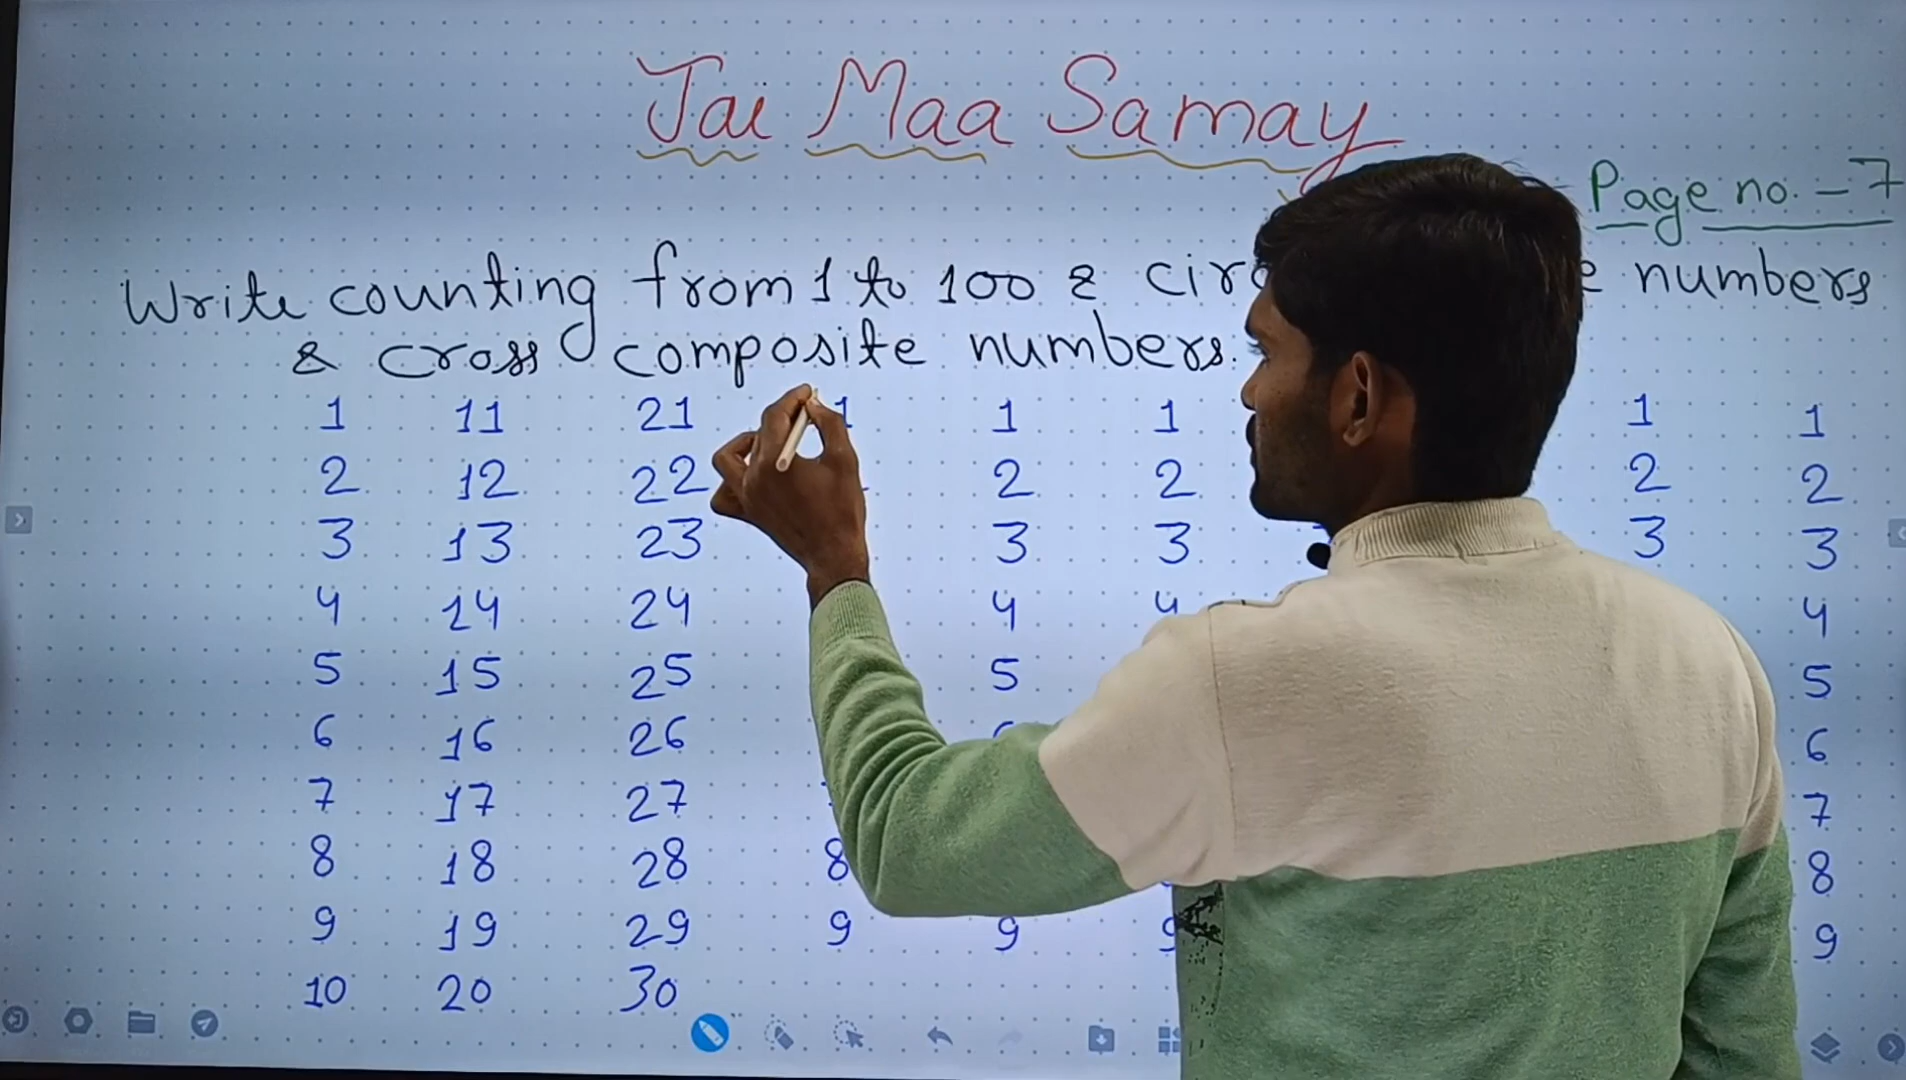 Jai Maa Samay
Page no. - 7
Write counting from 1 to 100 & numbers
& cross composite numbers.
1 11 21 1 1 1 1 1
2 12 22 2 2 2 2
3 13 23 3 3 3 3
4 14 24 4 4 4
5 15 25 5 5
6 16 26 6
7 17 27 7
8 18 28 8 8
9 19 29 9 9 9 9
10 20 30